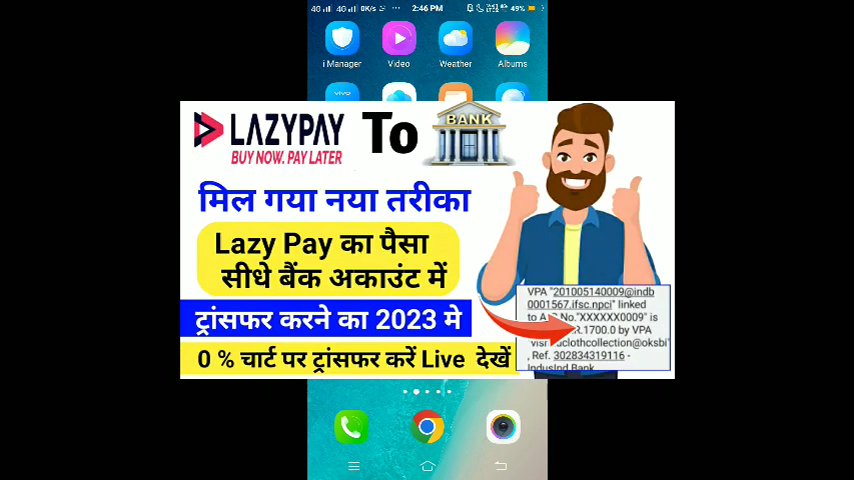 4G 4G 0K/s ... 2:46 PM 49%
i Manager Video Weather Albums
vivo
LAZYPAY To BANK
BUY NOW. PAY LATER
मिल गया नया तरीका
Lazy Pay का पैसा
सीधे बैंक अकाउंट में
ट्रांसफर करने का 2023 मे
0 % चार्ट पर ट्रांसफर करें Live देखें
VPA "201005140009@indb
0001567.ifsc.npci" linked
No."XXXXXX0009" is
R.1700.0 by VPA
clothcollection@oksbi"
, Ref. 302834319116 -
IndusInd Bank